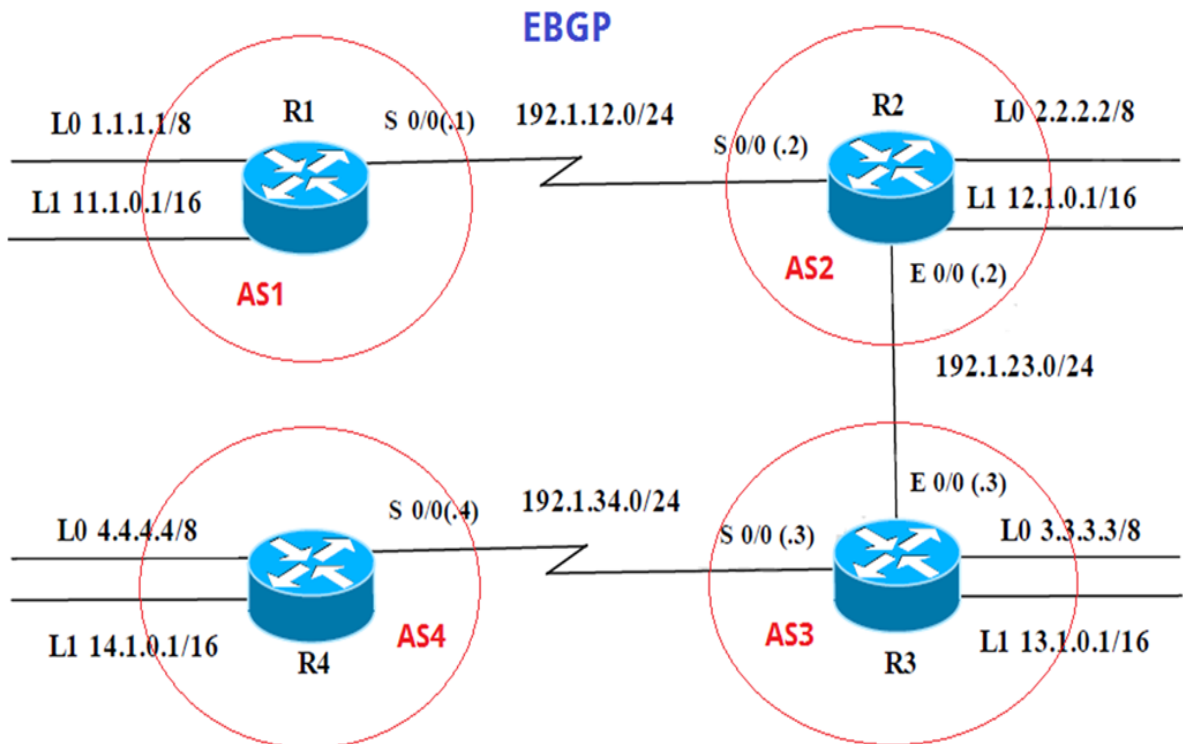 EBGP
R1
L0 1.1.1.1/8
S 0/0(.1)
L1 11.1.0.1/16
AS1
192.1.12.0/24
R2
L0 2.2.2.2/8
S 0/0 (.2)
L1 12.1.0.1/16
AS2
E 0/0 (.2)
192.1.23.0/24
L0 4.4.4.4/8
S 0/0(.4)
L1 14.1.0.1/16
R4
AS4
192.1.34.0/24
E 0/0 (.3)
S 0/0 (.3)
L0 3.3.3.3/8
AS3
R3
L1 13.1.0.1/16